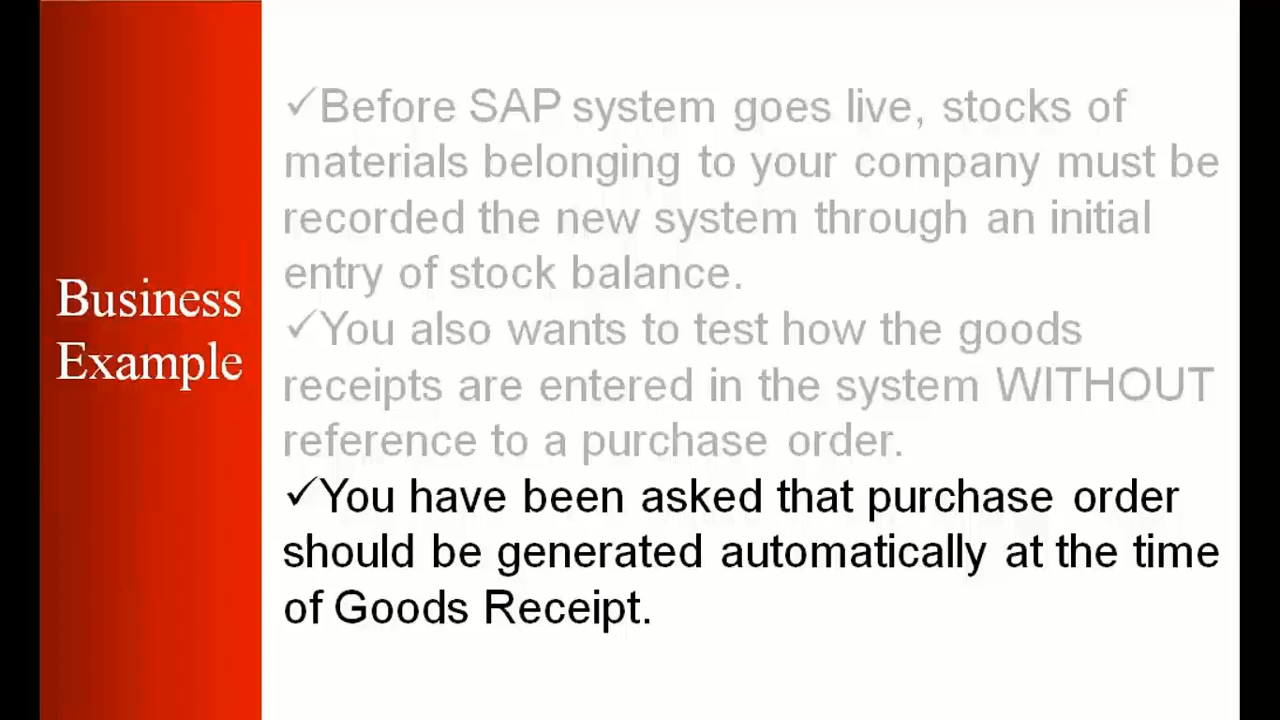 Business
Example
✓Before SAP system goes live, stocks of
materials belonging to your company must be
recorded the new system through an initial
entry of stock balance.
✓You also wants to test how the goods
receipts are entered in the system WITHOUT
reference to a purchase order.
✓You have been asked that purchase order
should be generated automatically at the time
of Goods Receipt.